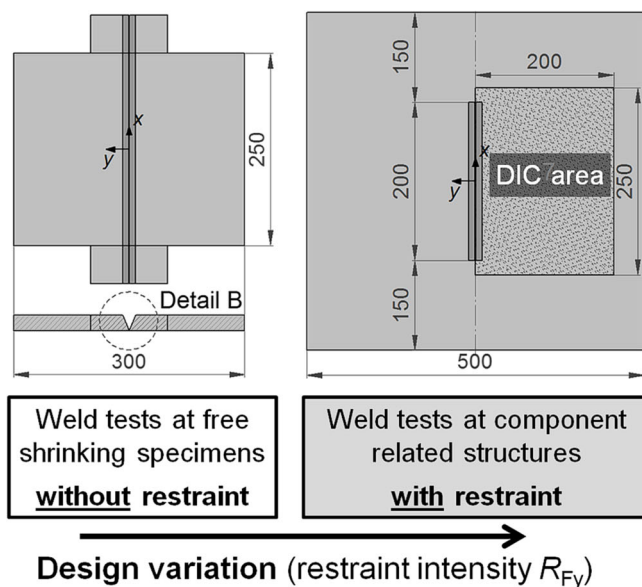 x
y
250
Detail B
300
150
200
x
y
DIC area
200
250
150
500
Weld tests at free
shrinking specimens
without restraint
Weld tests at component
related structures
with restraint
Design variation (restraint intensity R_Fy)